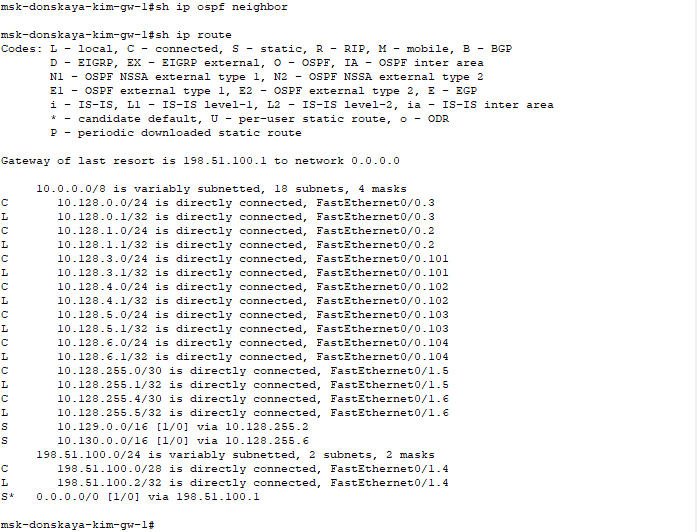 msk-donskaya-kim-gw-1#sh ip ospf neighbor
msk-donskaya-kim-gw-1#sh ip route
Codes: L - local, C - connected, S - static, R - RIP, M - mobile, B - BGP
D - EIGRP, EX - EIGRP external, O - OSPF, IA - OSPF inter area
N1 - OSPF NSSA external type 1, N2 - OSPF NSSA external type 2
E1 - OSPF external type 1, E2 - OSPF external type 2, E - EGP
i - IS-IS, L1 - IS-IS level-1, L2 - IS-IS level-2, ia - IS-IS inter area
* - candidate default, U - per-user static route, o - ODR
P - periodic downloaded static route
Gateway of last resort is 198.51.100.1 to network 0.0.0.0
10.0.0.0/8 is variably subnetted, 18 subnets, 4 masks
C 10.128.0.0/24 is directly connected, FastEthernet0/0.3
L 10.128.0.1/32 is directly connected, FastEthernet0/0.3
C 10.128.1.0/24 is directly connected, FastEthernet0/0.2
L 10.128.1.1/32 is directly connected, FastEthernet0/0.2
C 10.128.3.0/24 is directly connected, FastEthernet0/0.101
L 10.128.3.1/32 is directly connected, FastEthernet0/0.101
C 10.128.4.0/24 is directly connected, FastEthernet0/0.102
L 10.128.4.1/32 is directly connected, FastEthernet0/0.102
C 10.128.5.0/24 is directly connected, FastEthernet0/0.103
L 10.128.5.1/32 is directly connected, FastEthernet0/0.103
C 10.128.6.0/24 is directly connected, FastEthernet0/0.104
L 10.128.6.1/32 is directly connected, FastEthernet0/0.104
C 10.128.255.0/30 is directly connected, FastEthernet0/1.5
L 10.128.255.1/32 is directly connected, FastEthernet0/1.5
C 10.128.255.4/30 is directly connected, FastEthernet0/1.6
L 10.128.255.5/32 is directly connected, FastEthernet0/1.6
S 10.129.0.0/16 [1/0] via 10.128.255.2
S 10.130.0.0/16 [1/0] via 10.128.255.6
198.51.100.0/24 is variably subnetted, 2 subnets, 2 masks
C 198.51.100.0/28 is directly connected, FastEthernet0/1.4
L 198.51.100.2/32 is directly connected, FastEthernet0/1.4
S* 0.0.0.0/0 [1/0] via 198.51.100.1
msk-donskaya-kim-gw-1#